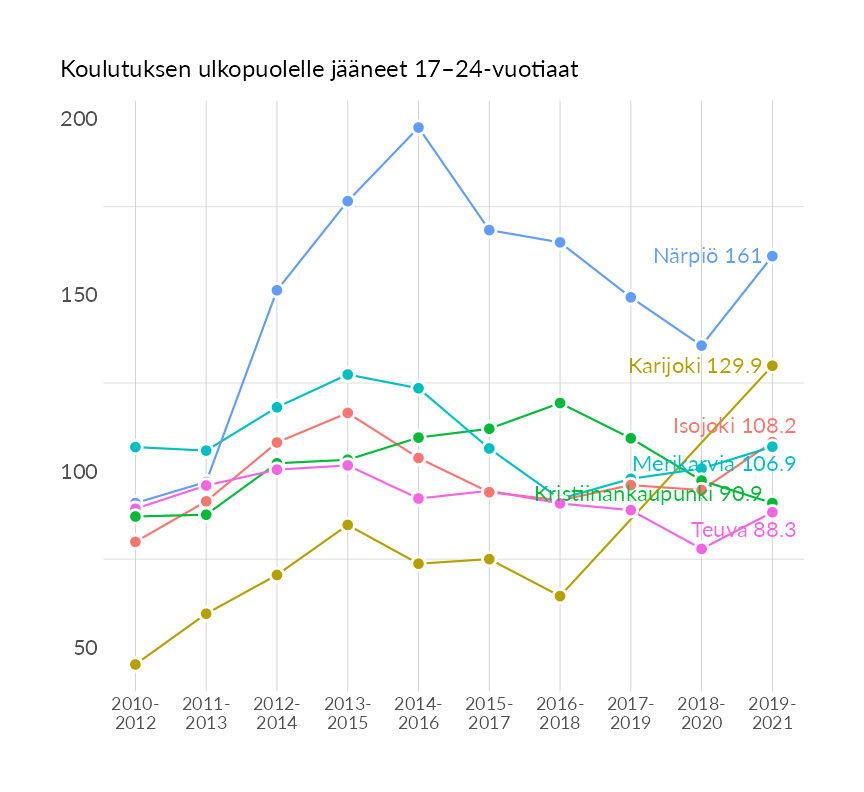 Koulutuksen ulkopuolelle jääneet 17–24-vuotiaat
200
150
100
50
Närpiö 161
Karijoki 129.9
Isojoki 108.2
Merikarvia 106.9
Kristiinankaupunki 90.9
Teuva 88.3
2010- 2011- 2012- 2013- 2014- 2015- 2016- 2017- 2018- 2019-
2012 2013 2014 2015 2016 2017 2018 2019 2020 2021